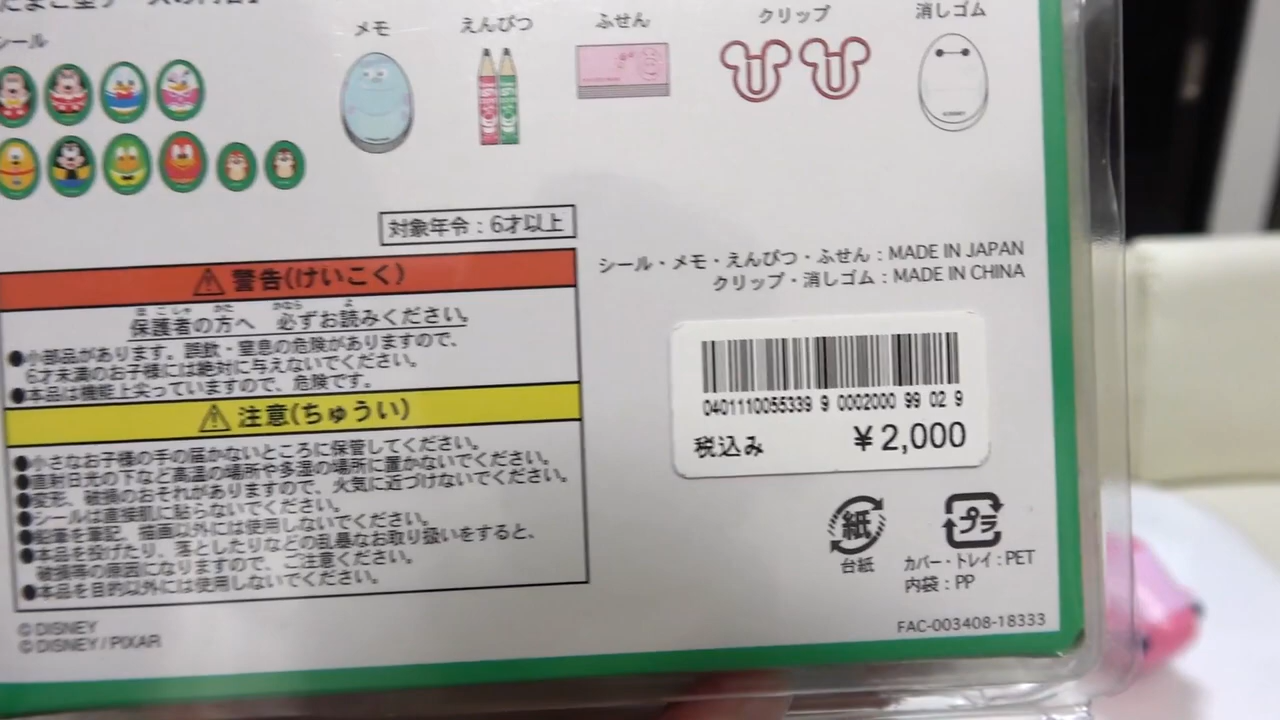 シール
メモ
えんぴつ
ふせん
クリップ
消しゴム
対象年令：6才以上
警告(けいこく)
ほごしゃ かた かなら よ
保護者の方へ 必ずお読みください。
●小部品があります。誤飲・窒息の危険がありますので、
6才未満のお子様には絶対に与えないでください。
●本品は機能上尖っていますので、危険です。
注意(ちゅうい)
●小さなお子様の手の届かないところに保管してください。
●直射日光の下など高温の場所や多湿の場所に置かないでください。
●変形、破損のおそれがありますので、火気に近づけないでください。
●シールは直接肌に貼らないでください。
●鉛筆を筆記、描画以外には使用しないでください。
●本品を投げたり、落としたりなどの乱暴なお取り扱いをすると、
破損等の原因になりますので、ご注意ください。
●本品を目的以外には使用しないでください。
© DISNEY
© DISNEY / PIXAR
シール・メモ・えんぴつ・ふせん：MADE IN JAPAN
クリップ・消しゴム：MADE IN CHINA
0401110055339 9 0002000 99 02 9
税込み ￥2,000
紙
台紙
プラ
カバー・トレイ：PET
内袋：PP
FAC-003408-18333